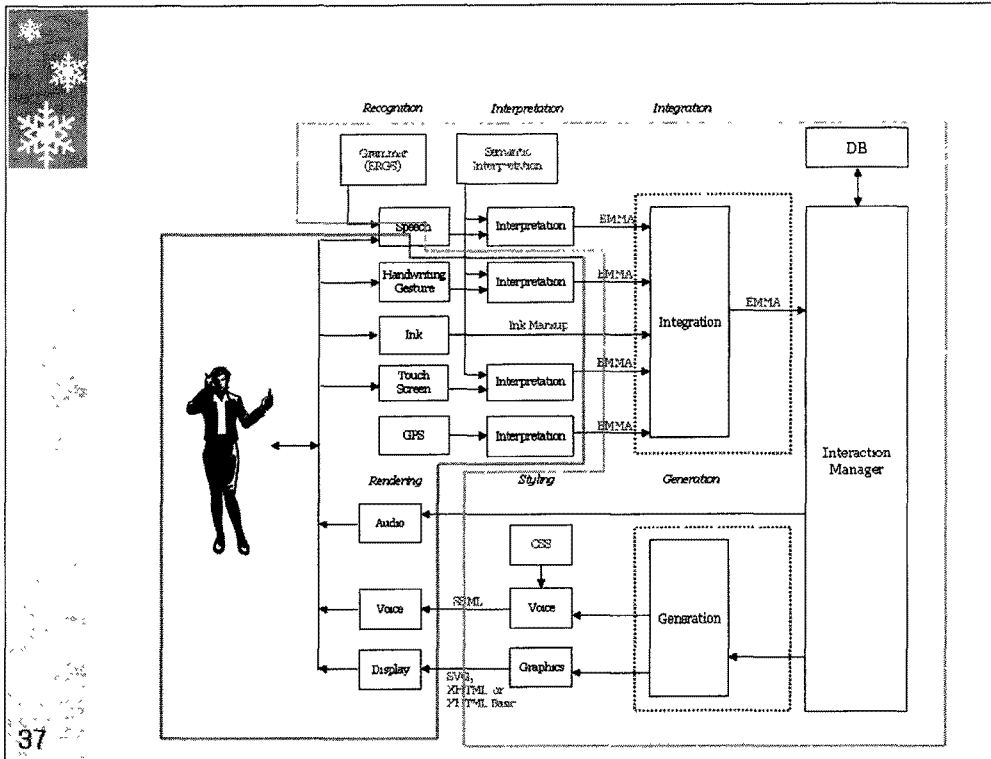 Recognition Interpretation Integration
Grammar
(SRGS)
Semantic
Interpretation
DB
Speech
Interpretation
EMMA
Handwriting
Gesture
Interpretation
EMMA
Ink
Ink Markup
Integration
EMMA
Touch
Screen
Interpretation
EMMA
GPS
Interpretation
EMMA
Interaction
Manager
Rendering Styling Generation
Audio
CSS
Voice
SSML
Voice
Generation
Display
Graphics
SVG,
XHTML or
XHTML Basic
37